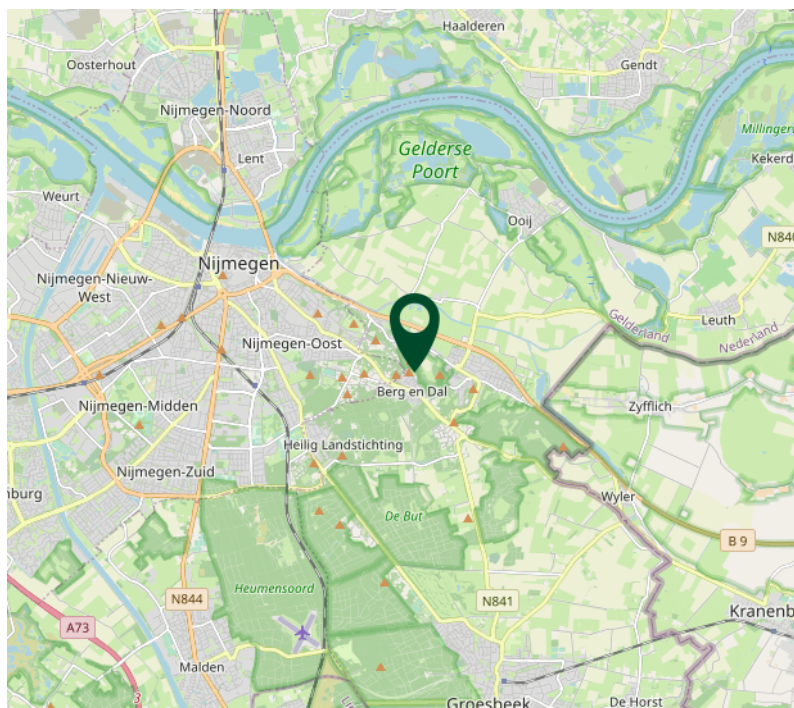 Haalderen
Oosterhout
Gendt
Nijmegen-Noord
Millinger
Lent
Gelderse
Poort
Kekerd
Weurt
Ooij
N840
Nijmegen
Nijmegen-Nieuw-
West
Leuth
Gelderland
Nederland
Nijmegen-Oost
Berg en Dal
Nijmegen-Midden
Zyfflich
Heilig Landstichting
Nijmegen-Zuid
nburg
Wyler
De But
B 9
Heumensoord
N844
N841
Kranenb
A73
Malden
3
Groesbeek
De Horst